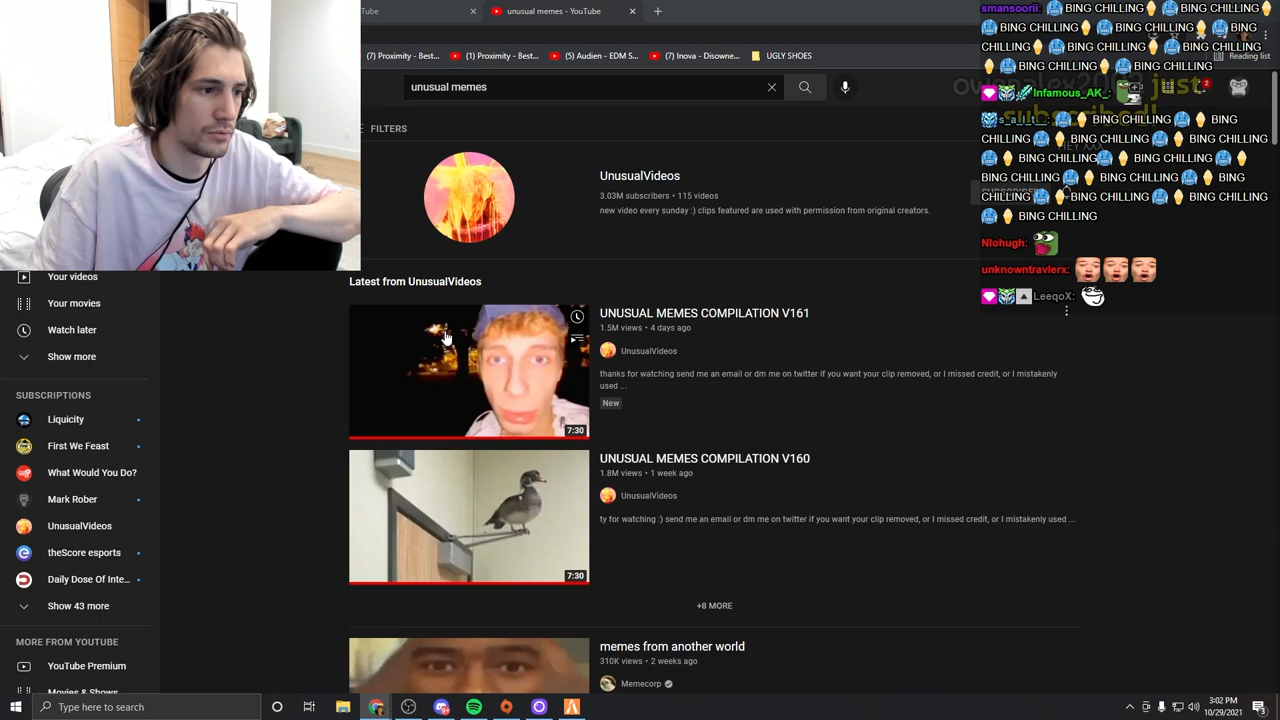 Tube
unusual memes - YouTube
(7) Proximity - Best...
(1) Proximity - Best...
(5) Audien - EDM S...
(7) Inova - Disowne...
UGLY SHOES
Reading list
unusual memes
2
FILTERS
UnusualVideos
3.03M subscribers • 115 videos
new video every sunday :) clips featured are used with permission from original creators.
Your videos
Your movies
Watch later
Show more
SUBSCRIPTIONS
Liquicity
First We Feast
What Would You Do?
Mark Rober
UnusualVideos
theScore esports
Daily Dose Of Inte...
Show 43 more
MORE FROM YOUTUBE
YouTube Premium
Movies & Shows
Latest from UnusualVideos
7:30
UNUSUAL MEMES COMPILATION V161
1.5M views • 4 days ago
UnusualVideos
thanks for watching send me an email or dm me on twitter if you want your clip removed, or I missed credit, or I mistakenly
used ...
New
7:30
UNUSUAL MEMES COMPILATION V160
1.8M views • 1 week ago
UnusualVideos
ty for watching :) send me an email or dm me on twitter if you want your clip removed, or I missed credit, or I mistakenly used ...
+8 MORE
memes from another world
310K views • 2 weeks ago
Memecorp
smansoorii: BING CHILLING BING CHILLING
BING CHILLING BING CHILLING BING
CHILLING BING CHILLING BING CHILLING
BING CHILLING BING CHILLING
Infamous_AK_:
just
subscribed!
BING CHILLING BING
CHILLING BING CHILLING BING CHILLING
BING CHILLING BING CHILLING
BING CHILLING BING CHILLING BING
CHILLING BING CHILLING BING CHILLING
BING CHILLING
Nlohugh:
unknowntravlerx:
LeeqoX:
Type here to search
3:02 PM
10/29/2021